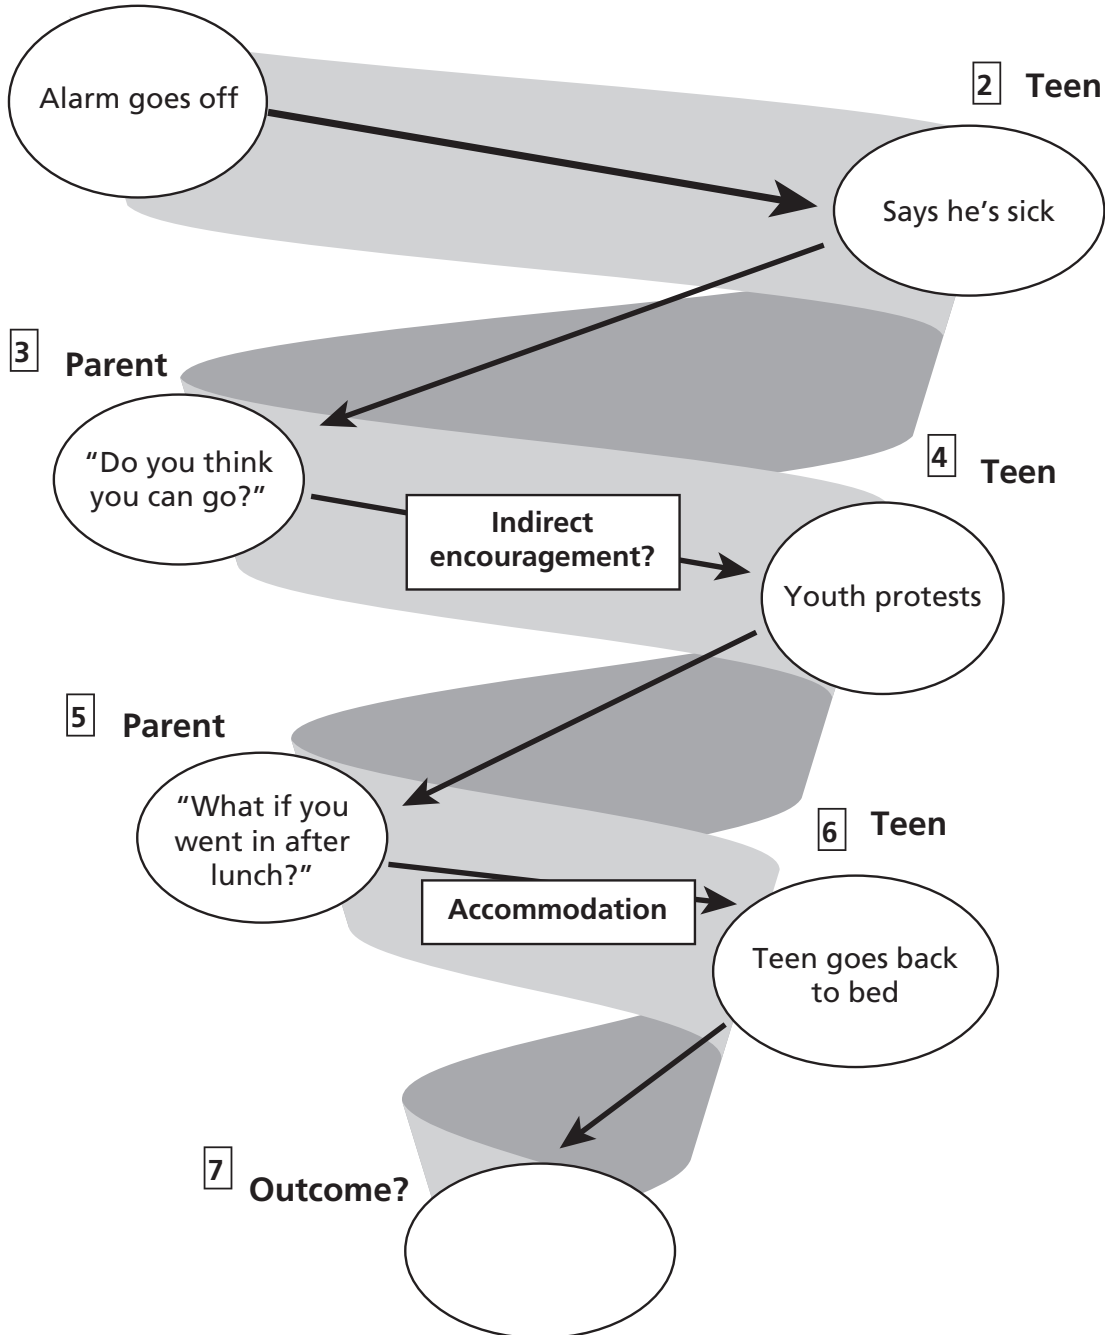 Alarm goes off
2 Teen
Says he's sick
3 Parent
“Do you think
you can go?”
Indirect
encouragement?
4 Teen
Youth protests
5 Parent
“What if you
went in after
lunch?”
Accommodation
6 Teen
Teen goes back
to bed
7 Outcome?